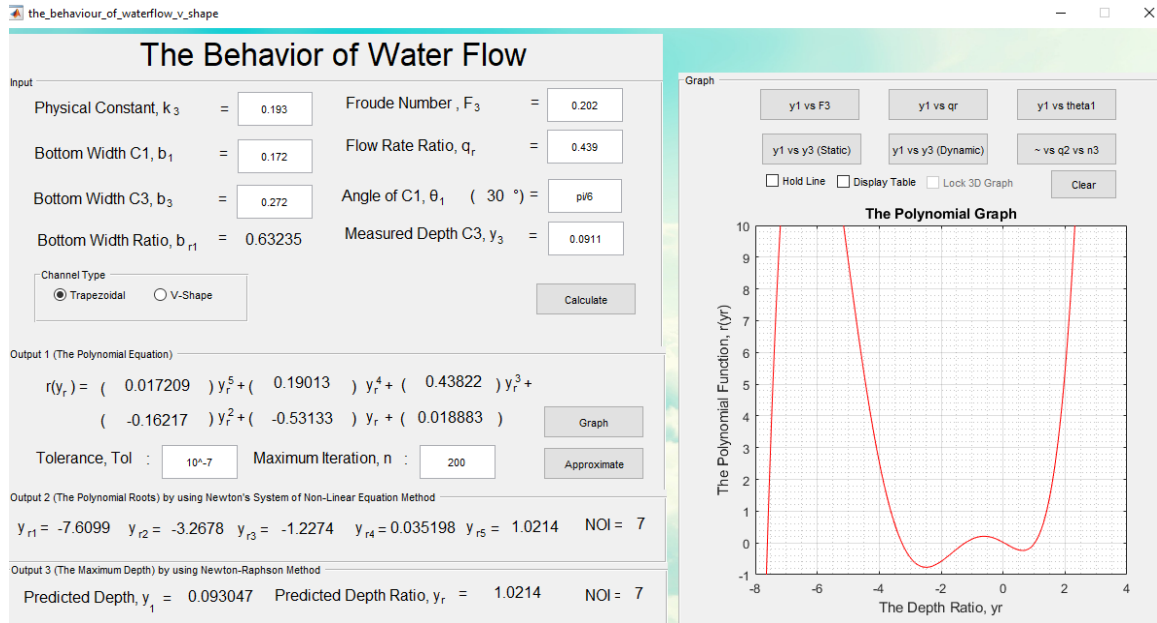 the_behaviour_of_waterflow_v_shape
The Behavior of Water Flow
Input
Physical Constant, k3 = 0.193
Froude Number , F3 = 0.202
Bottom Width C1, b1 = 0.172
Flow Rate Ratio, qr = 0.439
Bottom Width C3, b3 = 0.272
Angle of C1, θ1 ( 30 °) = pi/6
Bottom Width Ratio, br1 = 0.63235
Measured Depth C3, y3 = 0.0911
Channel Type
Trapezoidal V-Shape
Calculate
Output 1 (The Polynomial Equation)
r(yr) = ( 0.017209 ) yr^5 + ( 0.19013 ) yr^4 + ( 0.43822 ) yr^3 +
( -0.16217 ) yr^2 + ( -0.53133 ) yr + ( 0.018883 )
Graph
Tolerance, Tol : 10^-7 Maximum Iteration, n : 200
Approximate
Output 2 (The Polynomial Roots) by using Newton's System of Non-Linear Equation Method
yr1 = -7.6099 yr2 = -3.2678 yr3 = -1.2274 yr4 = 0.035198 yr5 = 1.0214 NOI = 7
Output 3 (The Maximum Depth) by using Newton-Raphson Method
Predicted Depth, y1 = 0.093047 Predicted Depth Ratio, yr = 1.0214 NOI = 7
Graph
y1 vs F3 y1 vs qr y1 vs theta1
y1 vs y3 (Static) y1 vs y3 (Dynamic) ~ vs q2 vs n3
Hold Line Display Table Lock 3D Graph Clear
The Polynomial Graph
The Polynomial Function, r(yr)
10
9
8
7
6
5
4
3
2
1
0
-1
-8 -6 -4 -2 0 2 4
The Depth Ratio, yr